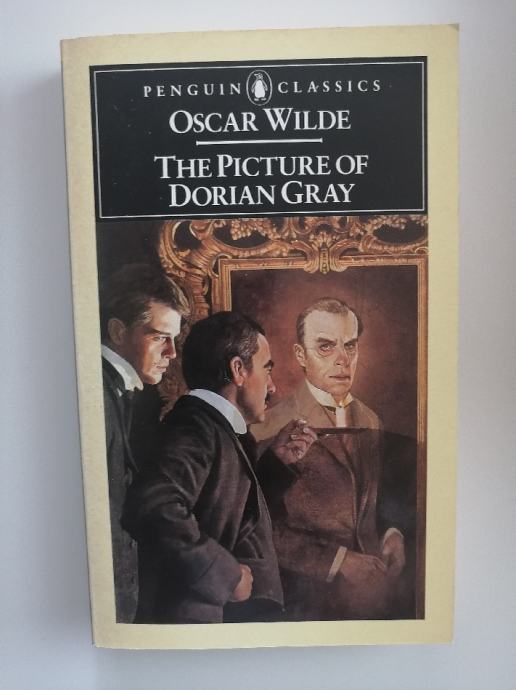 PENGUIN CLASSICS
OSCAR WILDE
THE PICTURE OF
DORIAN GRAY